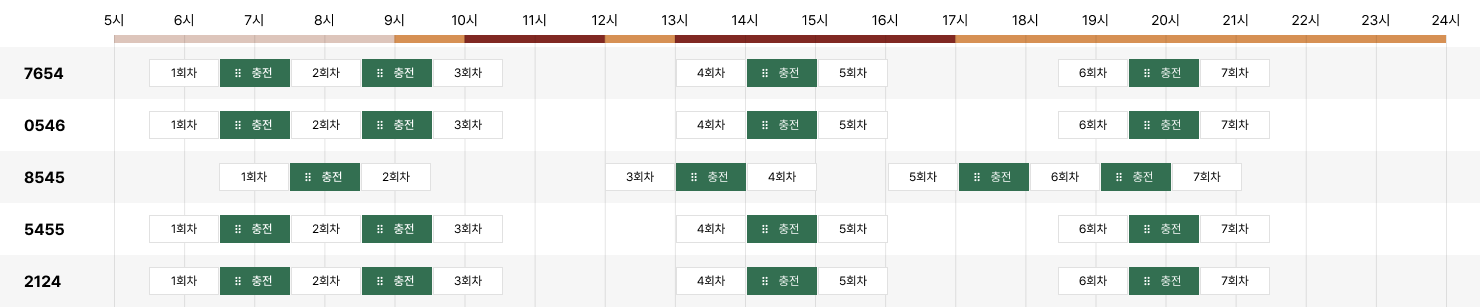 5시 6시 7시 8시 9시 10시 11시 12시 13시 14시 15시 16시 17시 18시 19시 20시 21시 22시 23시 24시
7654 1회차 충전 2회차 충전 3회차 4회차 충전 5회차 6회차 충전 7회차
0546 1회차 충전 2회차 충전 3회차 4회차 충전 5회차 6회차 충전 7회차
8545 1회차 충전 2회차 3회차 충전 4회차 5회차 충전 6회차 충전 7회차
5455 1회차 충전 2회차 충전 3회차 4회차 충전 5회차 6회차 충전 7회차
2124 1회차 충전 2회차 충전 3회차 4회차 충전 5회차 6회차 충전 7회차